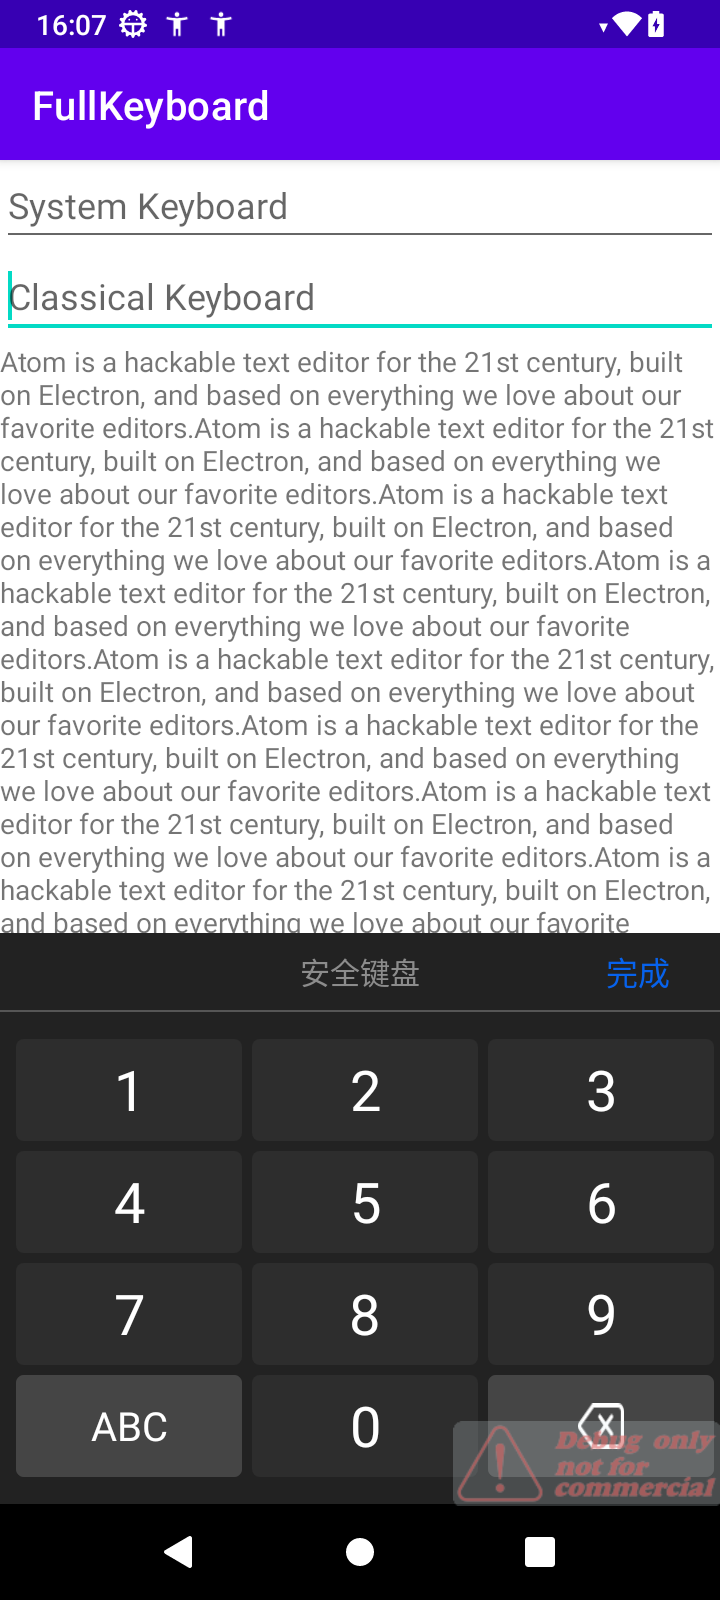 16:07
FullKeyboard
System Keyboard
Classical Keyboard
Atom is a hackable text editor for the 21st century, built
on Electron, and based on everything we love about our
favorite editors.Atom is a hackable text editor for the 21st
century, built on Electron, and based on everything we
love about our favorite editors.Atom is a hackable text
editor for the 21st century, built on Electron, and based
on everything we love about our favorite editors.Atom is a
hackable text editor for the 21st century, built on Electron,
and based on everything we love about our favorite
editors.Atom is a hackable text editor for the 21st century,
built on Electron, and based on everything we love about
our favorite editors.Atom is a hackable text editor for the
21st century, built on Electron, and based on everything
we love about our favorite editors.Atom is a hackable text
editor for the 21st century, built on Electron, and based
on everything we love about our favorite editors.Atom is a
hackable text editor for the 21st century, built on Electron,
and based on everything we love about our favorite
安全键盘 完成
1 2 3
4 5 6
7 8 9
ABC 0
Debug only
not for
commercial